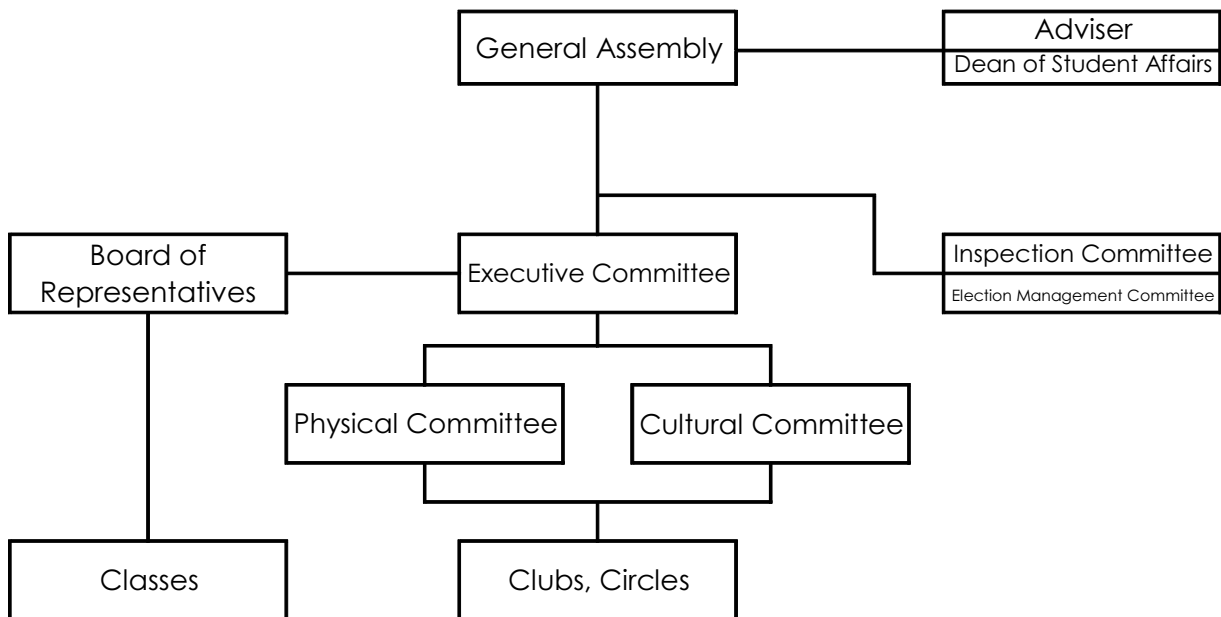 General Assembly
Adviser
Dean of Student Affairs
Board of
Representatives
Executive Committee
Inspection Committee
Election Management Committee
Physical Committee
Cultural Committee
Classes
Clubs, Circles